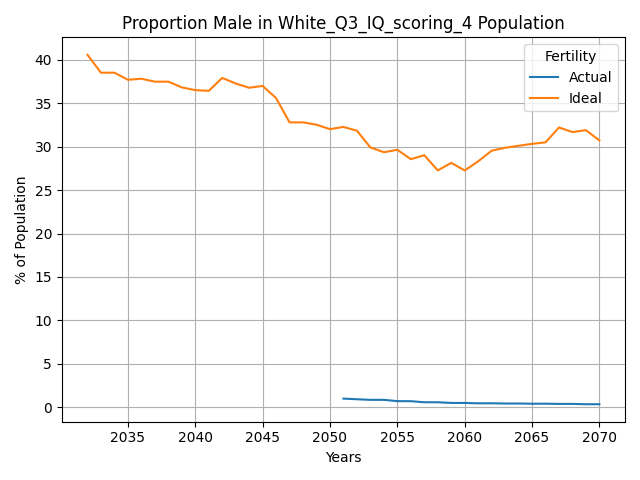 Proportion Male in White_Q3_IQ_scoring_4 Population
Fertility
Actual
Ideal
% of Population
40
35
30
25
20
15
10
5
0
2035 2040 2045 2050 2055 2060 2065 2070
Years